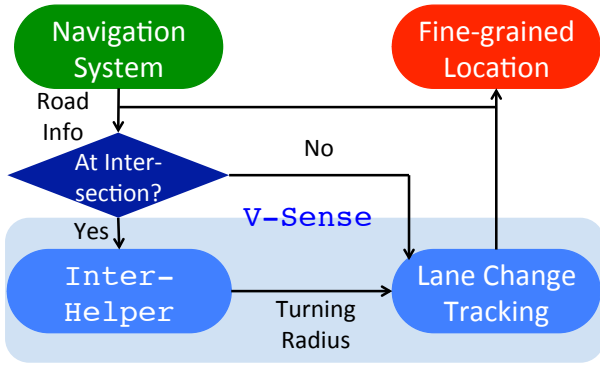 Navigation
System
Fine-grained
Location
Road
Info
At Inter-
section?
No
Yes
V-Sense
Inter-
Helper
Turning
Radius
Lane Change
Tracking